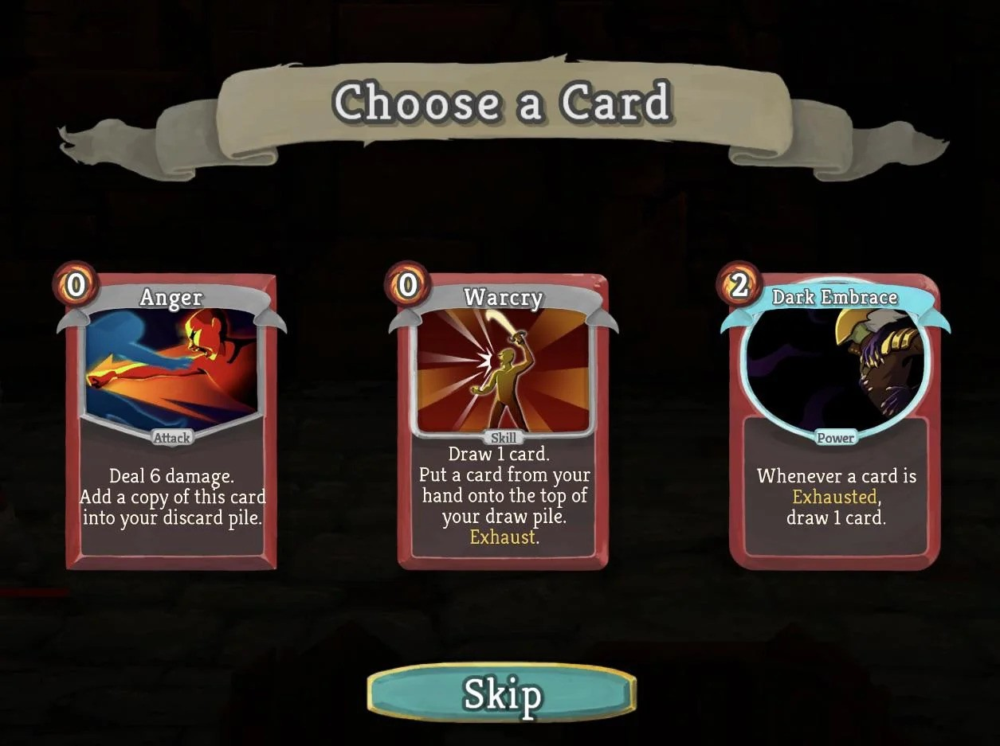 Choose a Card
0
Anger
Attack
Deal 6 damage.
Add a copy of this card
into your discard pile.
0
Warcry
Skill
Draw 1 card.
Put a card from your
hand onto the top of
your draw pile.
Exhaust.
2
Dark Embrace
Power
Whenever a card is
Exhausted,
draw 1 card.
Skip